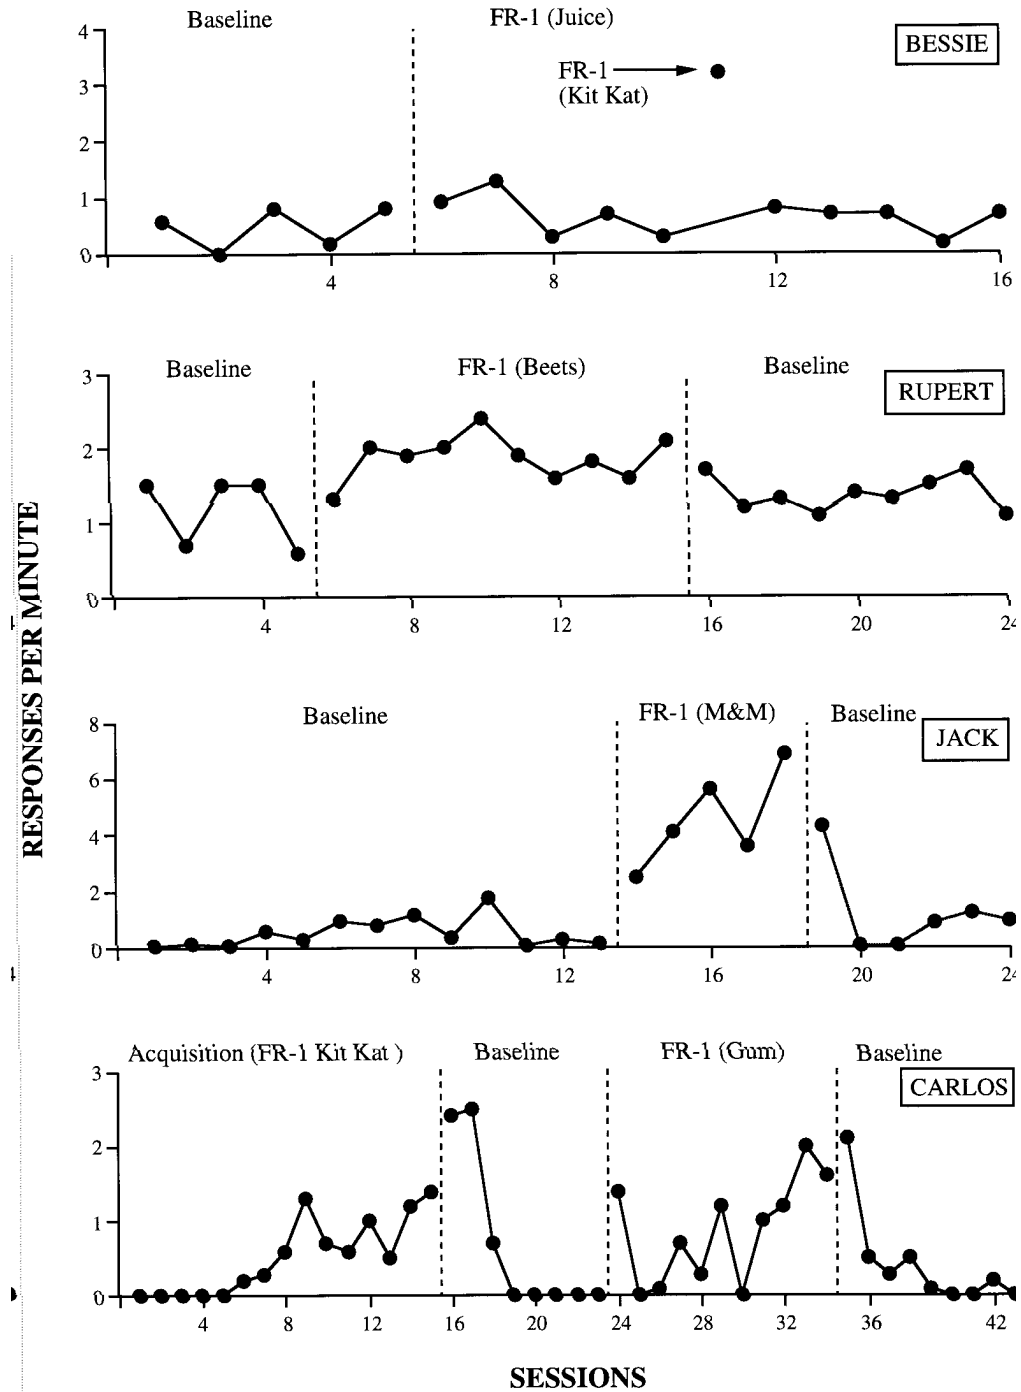 Baseline
FR-1 (Juice)
BESSIE
FR-1
(Kit Kat)
4
3
2
1
0
4
8
12
16
Baseline
FR-1 (Beets)
Baseline
RUPERT
3
2
1
0
4
8
12
16
20
24
RESPONSES PER MINUTE
Baseline
FR-1 (M&M)
Baseline
JACK
8
6
4
2
0
4
8
12
16
20
24
Acquisition (FR-1 Kit Kat )
Baseline
FR-1 (Gum)
Baseline
CARLOS
3
2
1
0
4
8
12
16
20
24
28
32
36
42
SESSIONS